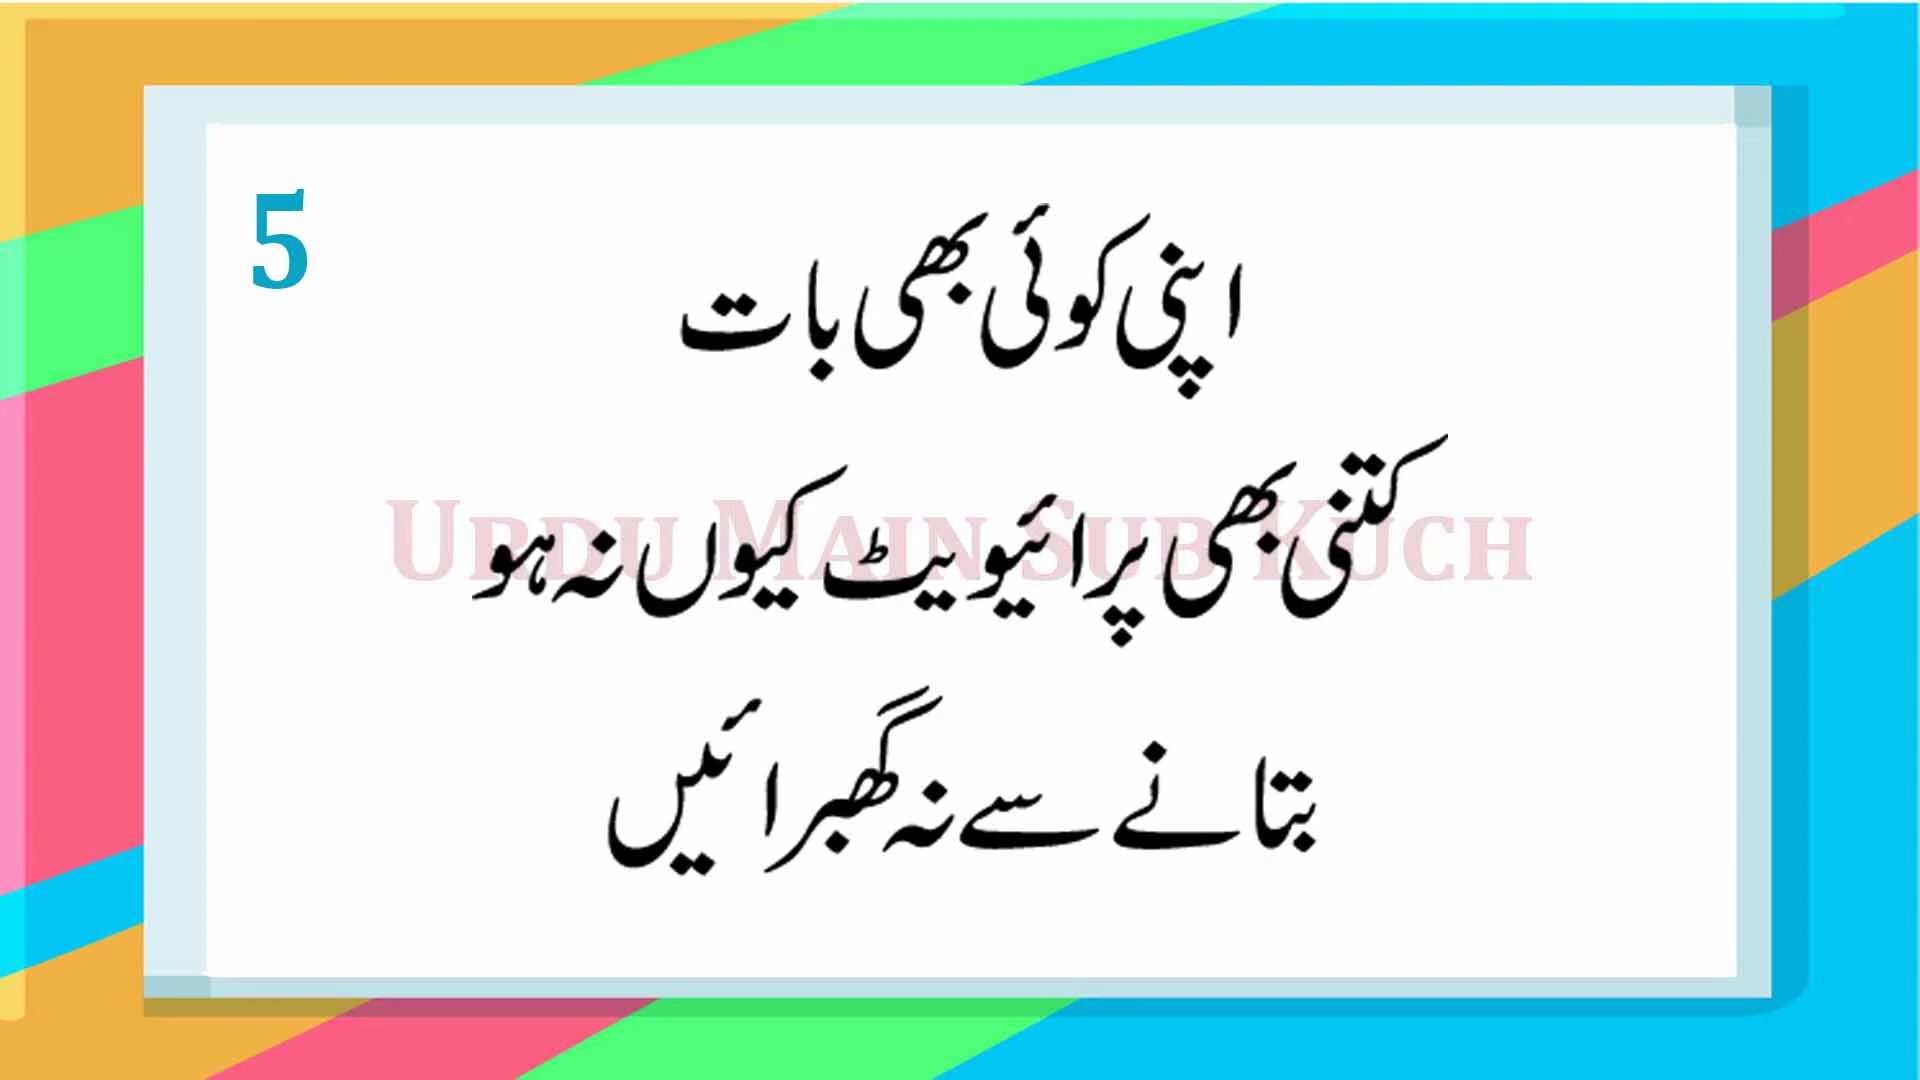 5
اپنی کوئی بھی بات
کتنی بھی پرائیویٹ کیوں نہ ہو
Urdu Main Sub Kuch
بتانے سے نہ گھبرائیں